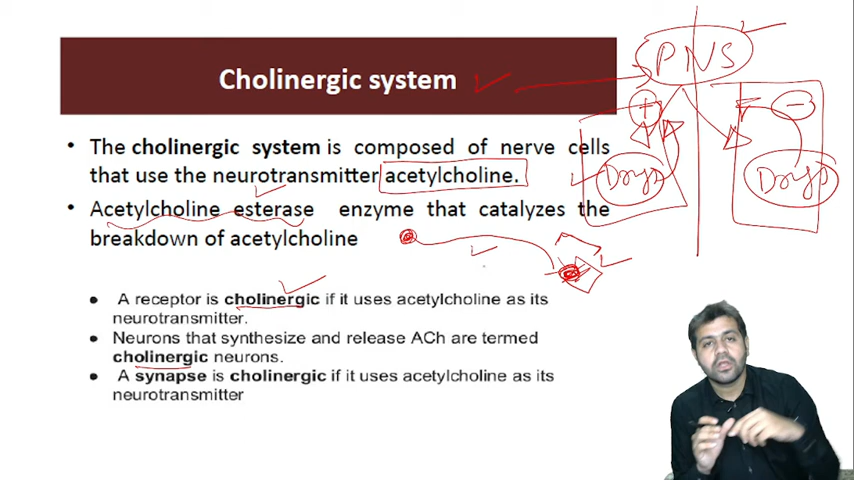 Cholinergic system
PNS
+
-
Drugs
Drugs
• The cholinergic system is composed of nerve cells
that use the neurotransmitter acetylcholine.
• Acetylcholine esterase enzyme that catalyzes the
breakdown of acetylcholine
● A receptor is cholinergic if it uses acetylcholine as its
neurotransmitter.
● Neurons that synthesize and release ACh are termed
cholinergic neurons.
● A synapse is cholinergic if it uses acetylcholine as its
neurotransmitter